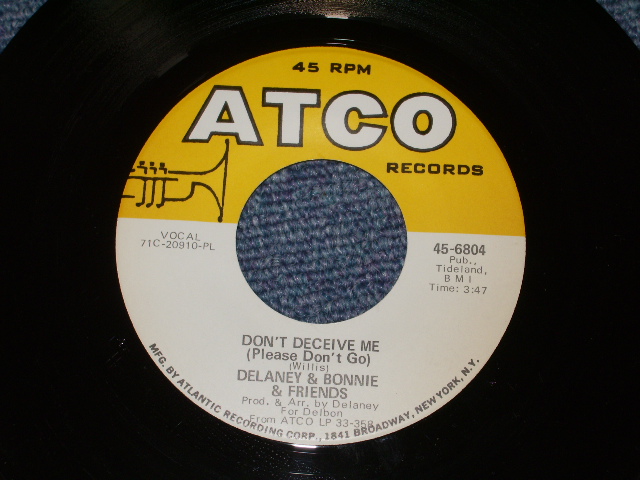 45 RPM
ATCO
RECORDS
VOCAL
71C-20910-PL
45-6804
Pub.,
Tideland,
BMI
Time: 3:47
DON'T DECEIVE ME
(Please Don't Go)
(Willis)
DELANEY & BONNIE
& FRIENDS
Prod. & Arr. by Delaney
For Delbon
From ATCO LP 33-358
MFG. BY ATLANTIC RECORDING CORP., 1841 BROADWAY, NEW YORK, N.Y.